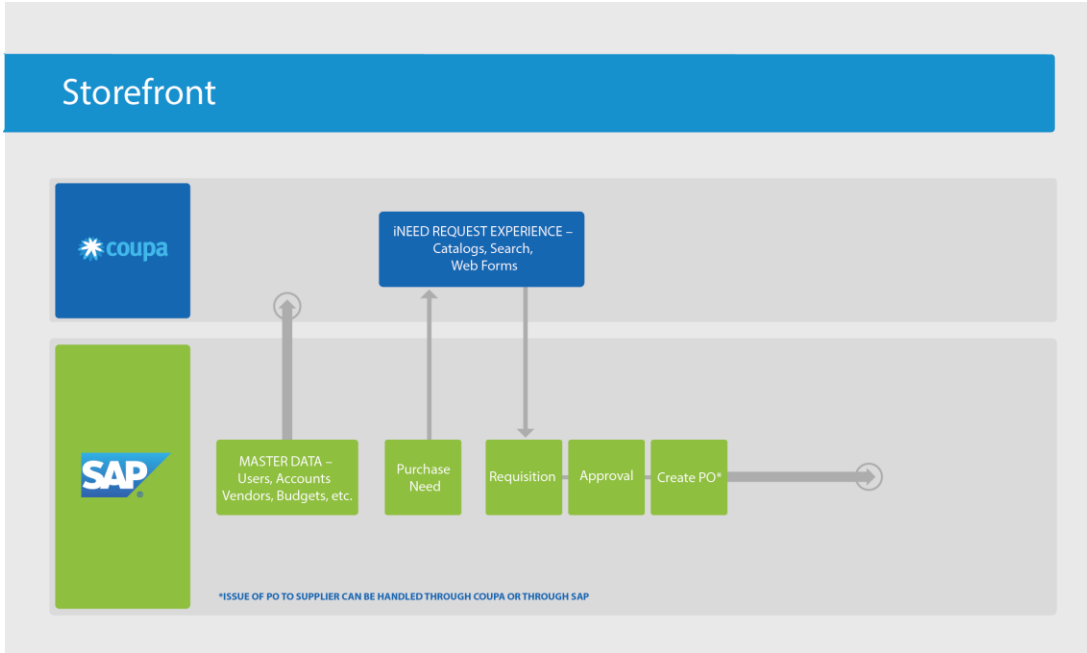 Storefront
coupa
iNEED REQUEST EXPERIENCE –
Catalogs, Search,
Web Forms
SAP
®
MASTER DATA –
Users, Accounts
Vendors, Budgets, etc.
Purchase
Need
Requisition
Approval
Create PO*
*ISSUE OF PO TO SUPPLIER CAN BE HANDLED THROUGH COUPA OR THROUGH SAP